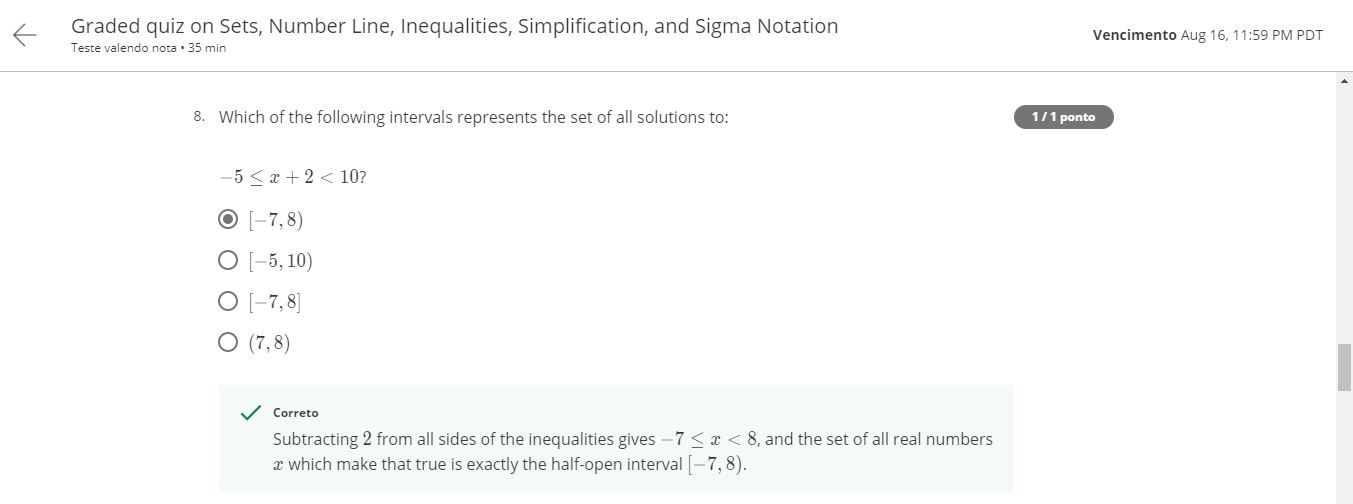 Graded quiz on Sets, Number Line, Inequalities, Simplification, and Sigma Notation
Teste valendo nota • 35 min
Vencimento Aug 16, 11:59 PM PDT
8. Which of the following intervals represents the set of all solutions to:
1 / 1 ponto
−5 ≤ x + 2 < 10?
[−7, 8)
[−5, 10)
[−7, 8]
(7, 8)
Correto
Subtracting 2 from all sides of the inequalities gives −7 ≤ x < 8, and the set of all real numbers
x which make that true is exactly the half-open interval [−7, 8).